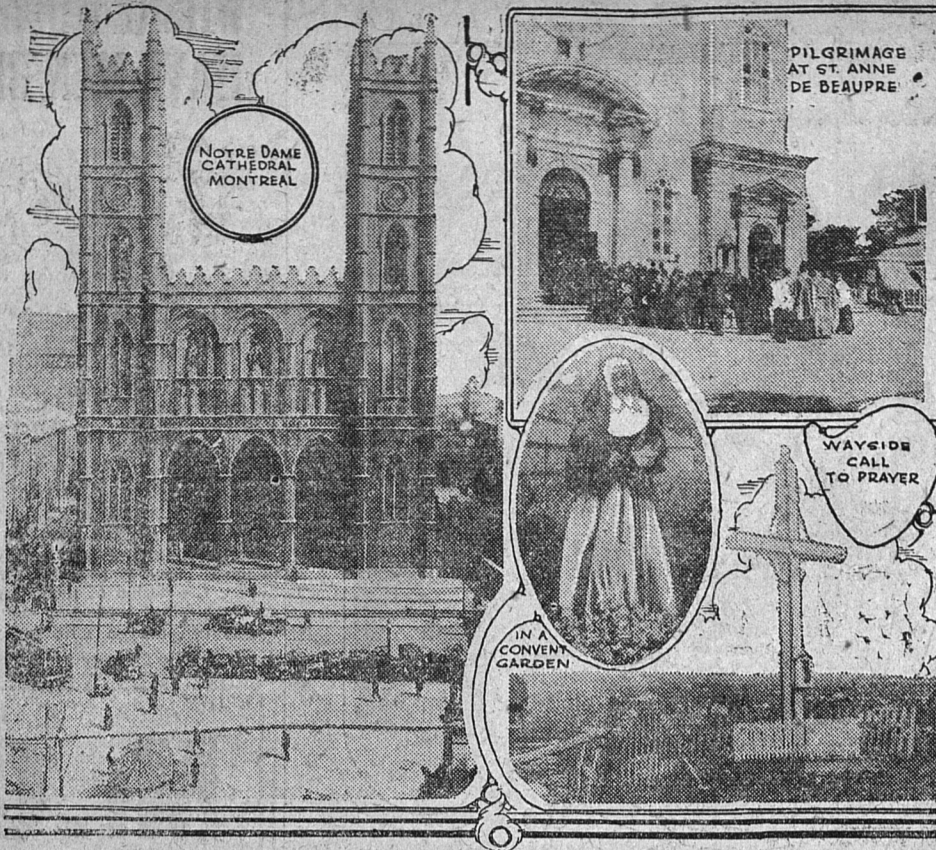 NOTRE DAME
CATHEDRAL
MONTREAL
PILGRIMAGE
AT ST. ANNE
DE BEAUPRE
WAYSIDE
CALL
TO PRAYER
IN A
CONVENT
GARDEN